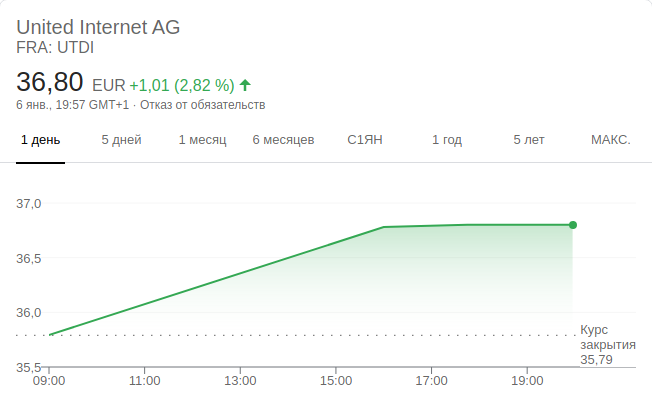 United Internet AG
FRA: UTDI
36,80 EUR +1,01 (2,82 %)
6 янв., 19:57 GMT+1 · Отказ от обязательств
1 день 5 дней 1 месяц 6 месяцев С1ЯН 1 год 5 лет МАКС.
37,0
36,5
36,0
Курс
закрытия
35,79
35,5
09:00 11:00 13:00 15:00 17:00 19:00